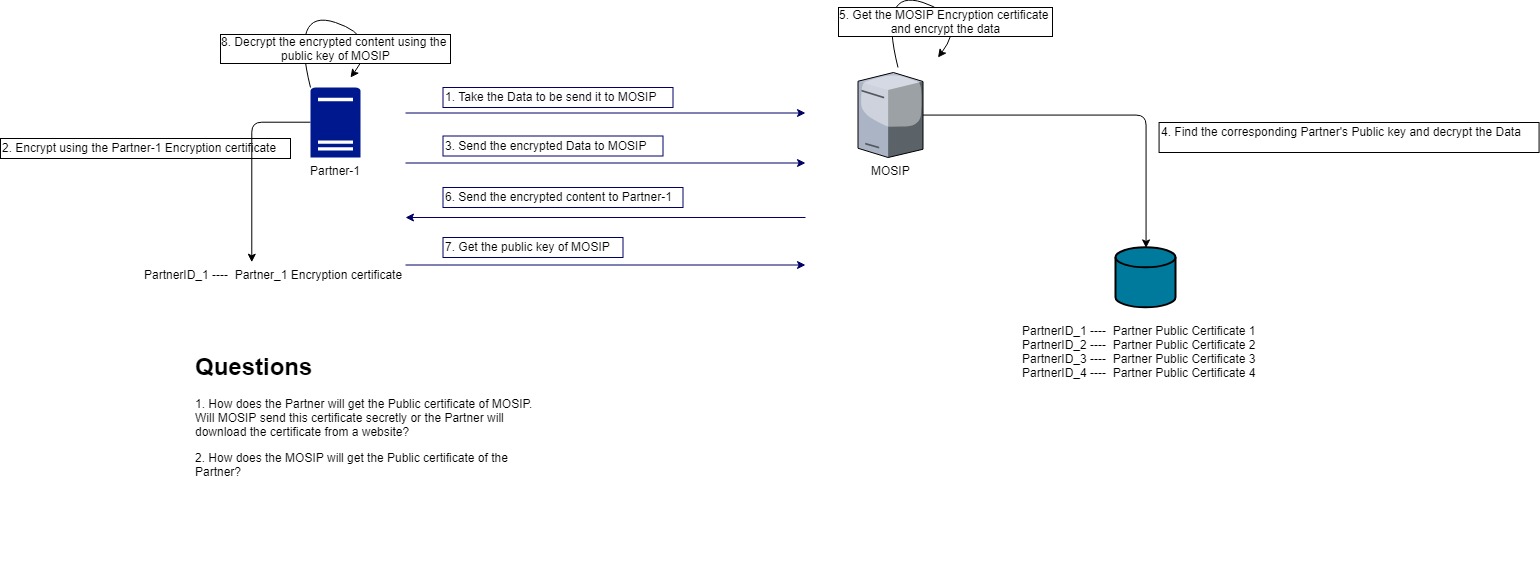 5. Get the MOSIP Encryption certificate
and encrypt the data
8. Decrypt the encrypted content using the
public key of MOSIP
1. Take the Data to be send it to MOSIP
4. Find the corresponding Partner's Public key and decrypt the Data
2. Encrypt using the Partner-1 Encryption certificate
3. Send the encrypted Data to MOSIP
Partner-1
MOSIP
6. Send the encrypted content to Partner-1
7. Get the public key of MOSIP
PartnerID_1 ---- Partner_1 Encryption certificate
PartnerID_1 ---- Partner Public Certificate 1
PartnerID_2 ---- Partner Public Certificate 2
PartnerID_3 ---- Partner Public Certificate 3
PartnerID_4 ---- Partner Public Certificate 4
Questions
1. How does the Partner will get the Public certificate of MOSIP.
Will MOSIP send this certificate secretly or the Partner will
download the certificate from a website?
2. How does the MOSIP will get the Public certificate of the
Partner?